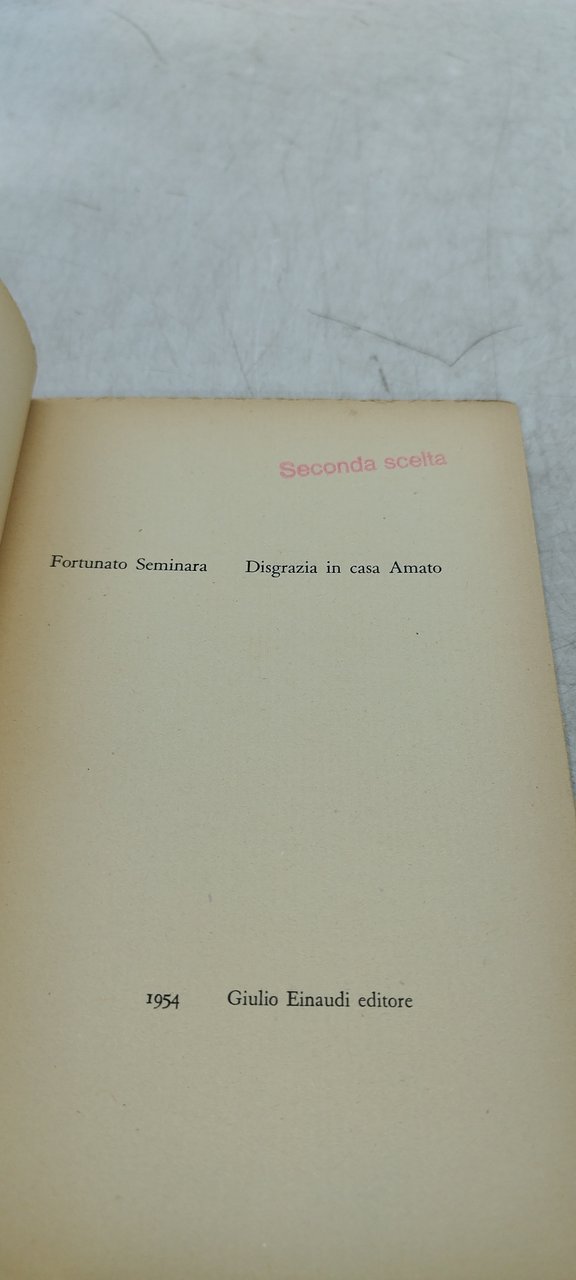 Seconda scelta
Fortunato Seminara Disgrazia in casa Amato
1954 Giulio Einaudi editore